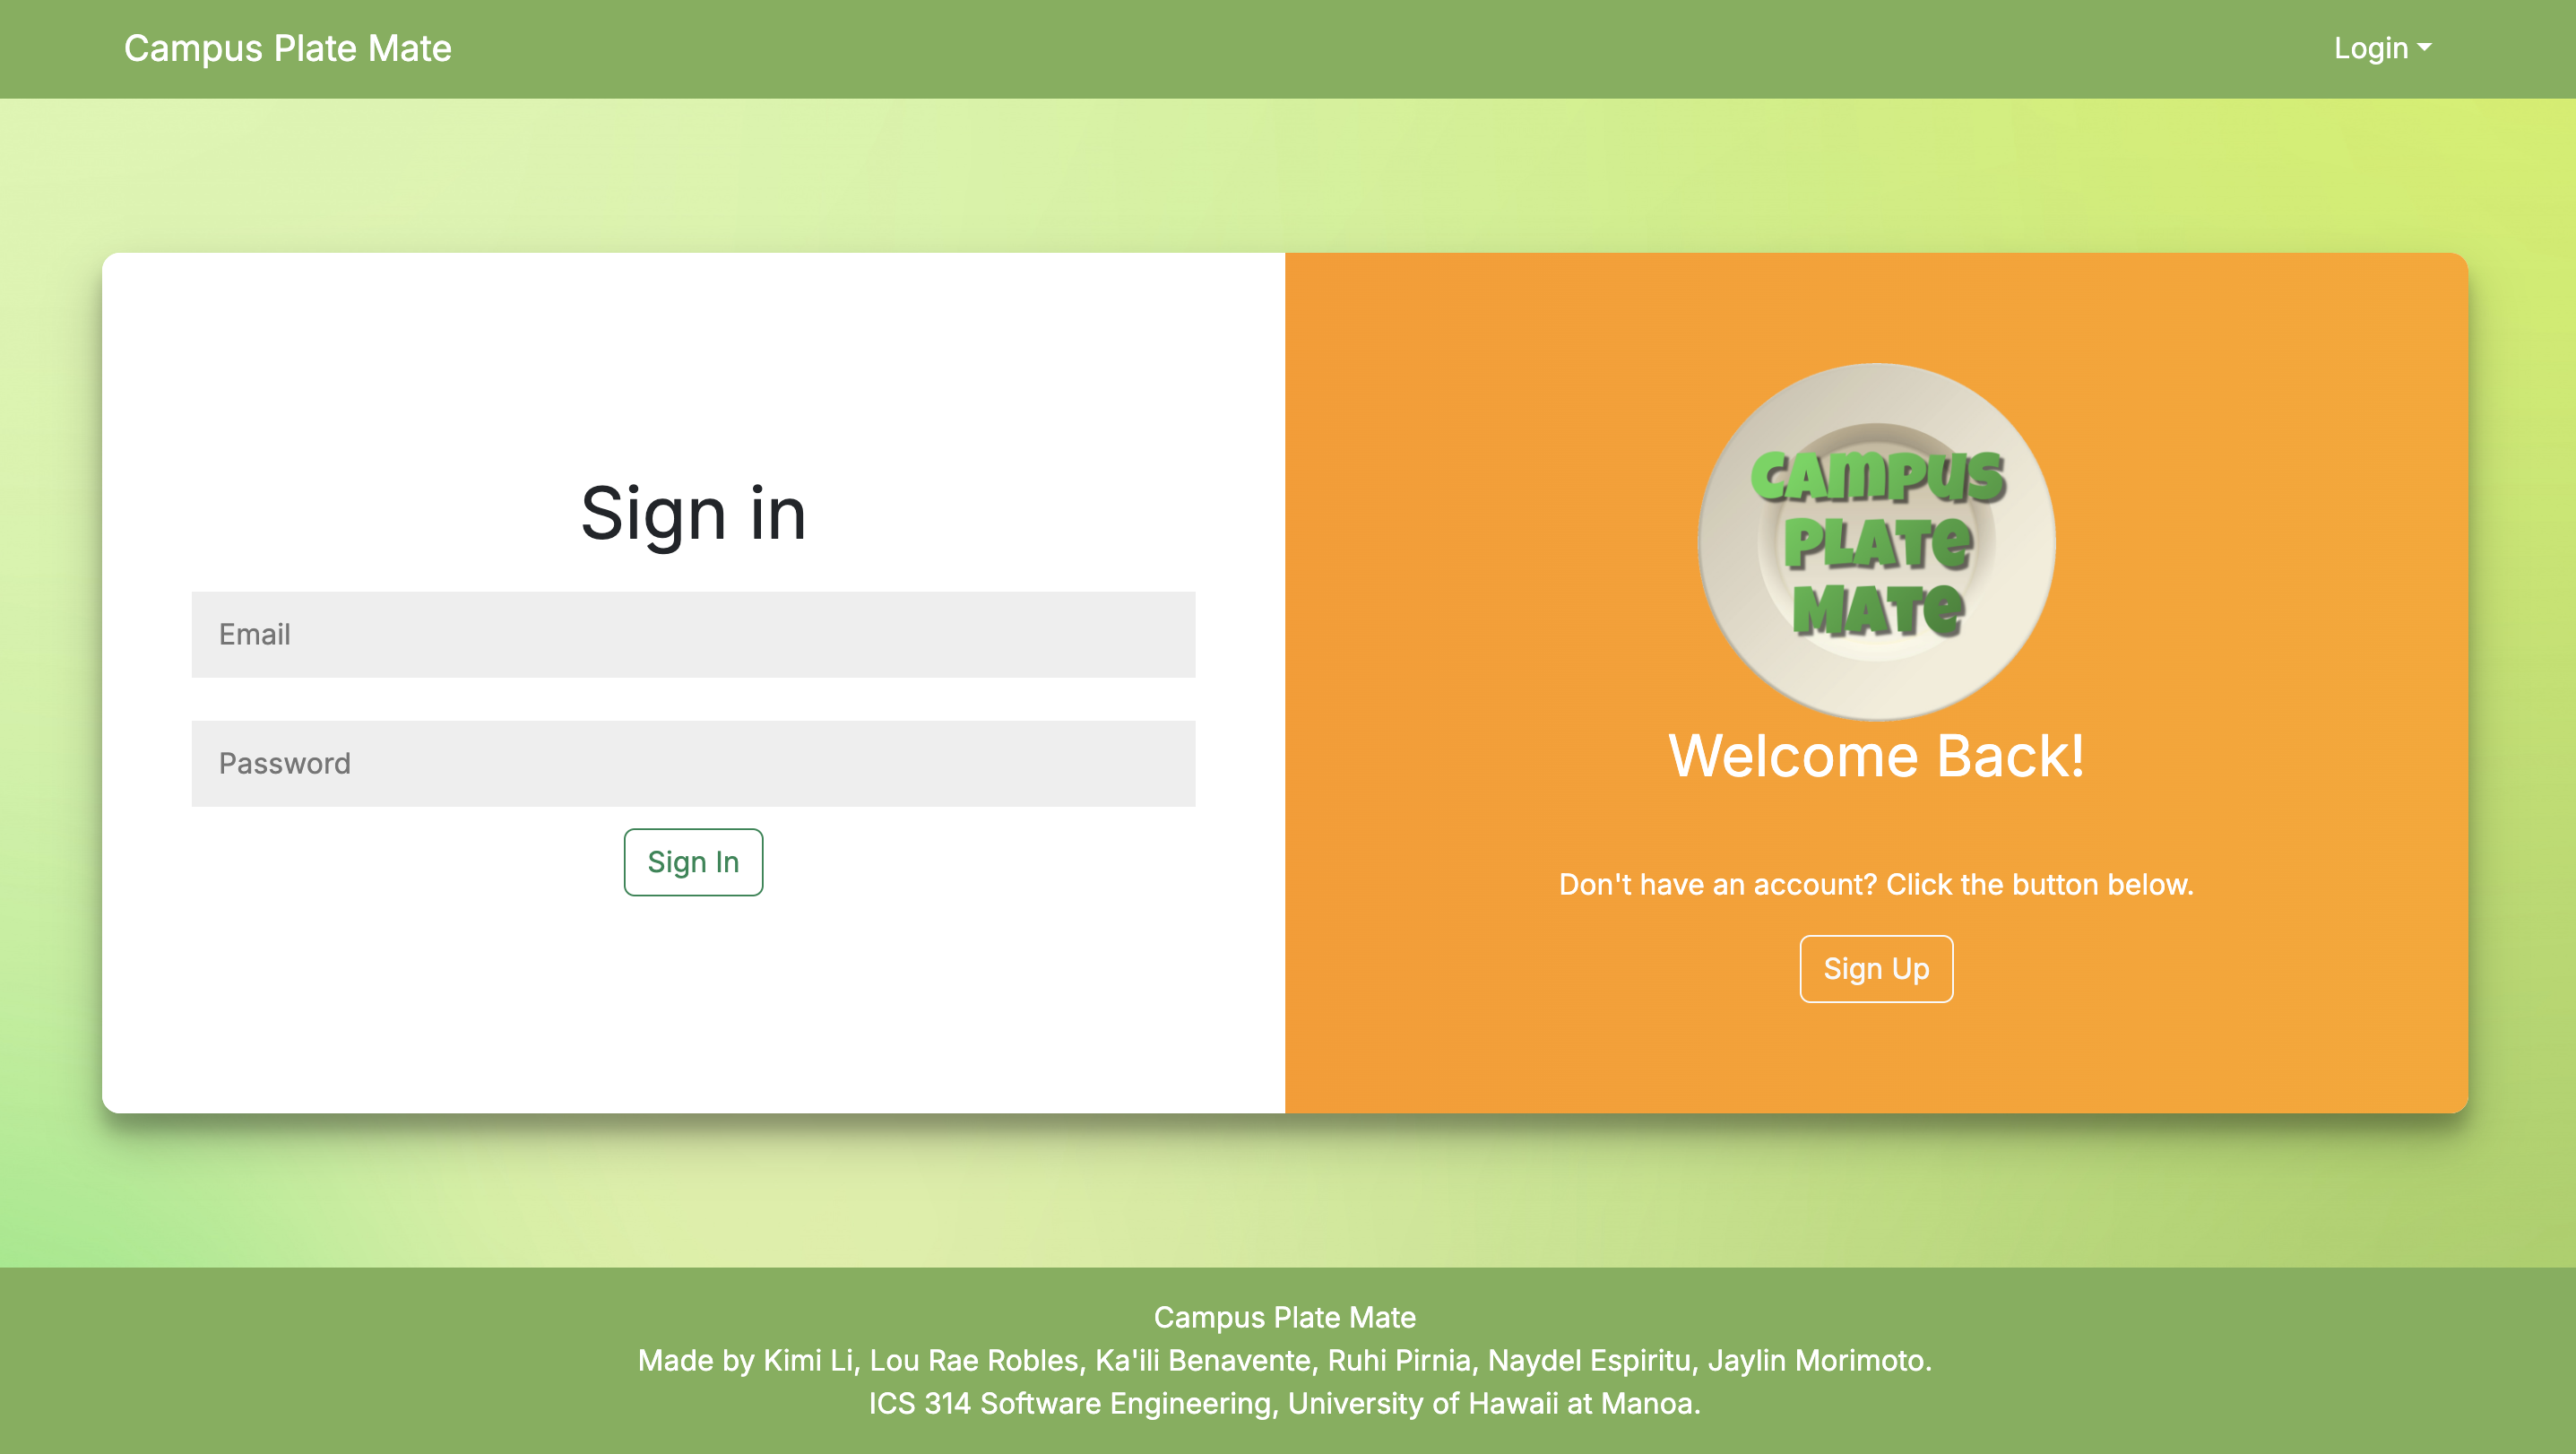 Campus Plate Mate
Login
Sign in
Email
Password
Sign In
CAMPUS
PLATE
MATE
Welcome Back!
Don't have an account? Click the button below.
Sign Up
Campus Plate Mate
Made by Kimi Li, Lou Rae Robles, Ka'ili Benavente, Ruhi Pirnia, Naydel Espiritu, Jaylin Morimoto.
ICS 314 Software Engineering, University of Hawaii at Manoa.